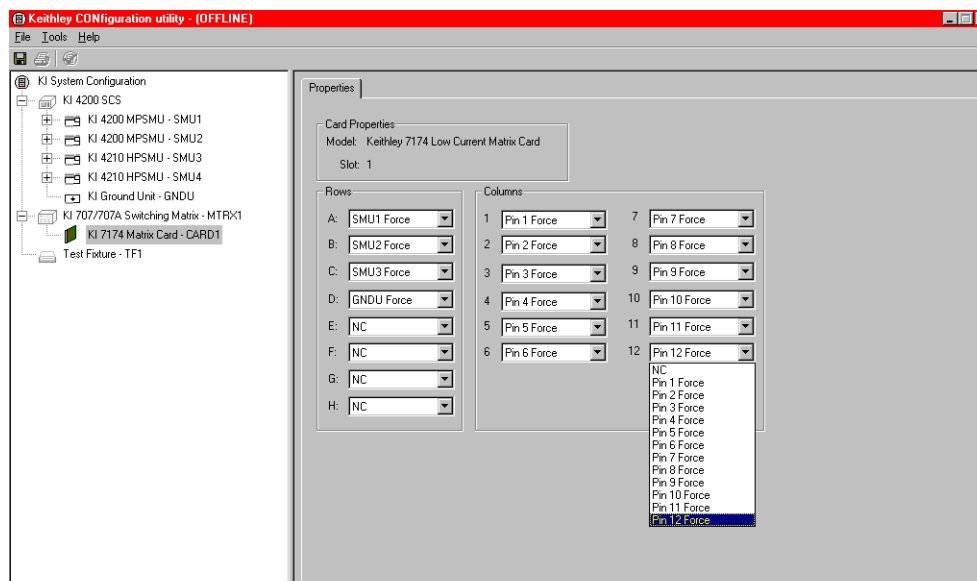 Keithley CONfiguration utility - (OFFLINE)
File Tools Help
KI System Configuration
KI 4200 SCS
KI 4200 MPSMU - SMU1
KI 4200 MPSMU - SMU2
KI 4210 HPSMU - SMU3
KI 4210 HPSMU - SMU4
KI Ground Unit - GNDU
KI 707/707A Switching Matrix - MTRX1
KI 7174 Matrix Card - CARD1
Test Fixture - TF1
Properties
Card Properties
Model: Keithley 7174 Low Current Matrix Card
Slot: 1
Rows
A: SMU1 Force
B: SMU2 Force
C: SMU3 Force
D: GNDU Force
E: NC
F: NC
G: NC
H: NC
Columns
1 Pin 1 Force
2 Pin 2 Force
3 Pin 3 Force
4 Pin 4 Force
5 Pin 5 Force
6 Pin 6 Force
7 Pin 7 Force
8 Pin 8 Force
9 Pin 9 Force
10 Pin 10 Force
11 Pin 11 Force
12 Pin 12 Force
NC
Pin 1 Force
Pin 2 Force
Pin 3 Force
Pin 4 Force
Pin 5 Force
Pin 6 Force
Pin 7 Force
Pin 8 Force
Pin 9 Force
Pin 10 Force
Pin 11 Force
Pin 12 Force